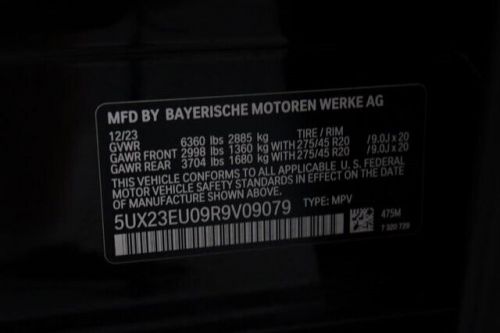 MFD BY BAYERISCHE MOTOREN WERKE AG
12/23
GVWR 6360 lbs 2885 kg TIRE / RIM
GAWR FRONT 2998 lbs 1360 kg WITH 275/45 R20 / 9.0J x 20
GAWR REAR 3704 lbs 1680 kg WITH 275/45 R20 / 9.0J x 20
THIS VEHICLE CONFORMS TO ALL APPLICABLE U. S. FEDERAL
MOTOR VEHICLE SAFETY STANDARDS IN EFFECT ON THE
DATE OF MANUFACTURE SHOWN ABOVE.
5UX23EU09R9V09079 TYPE: MPV
475M